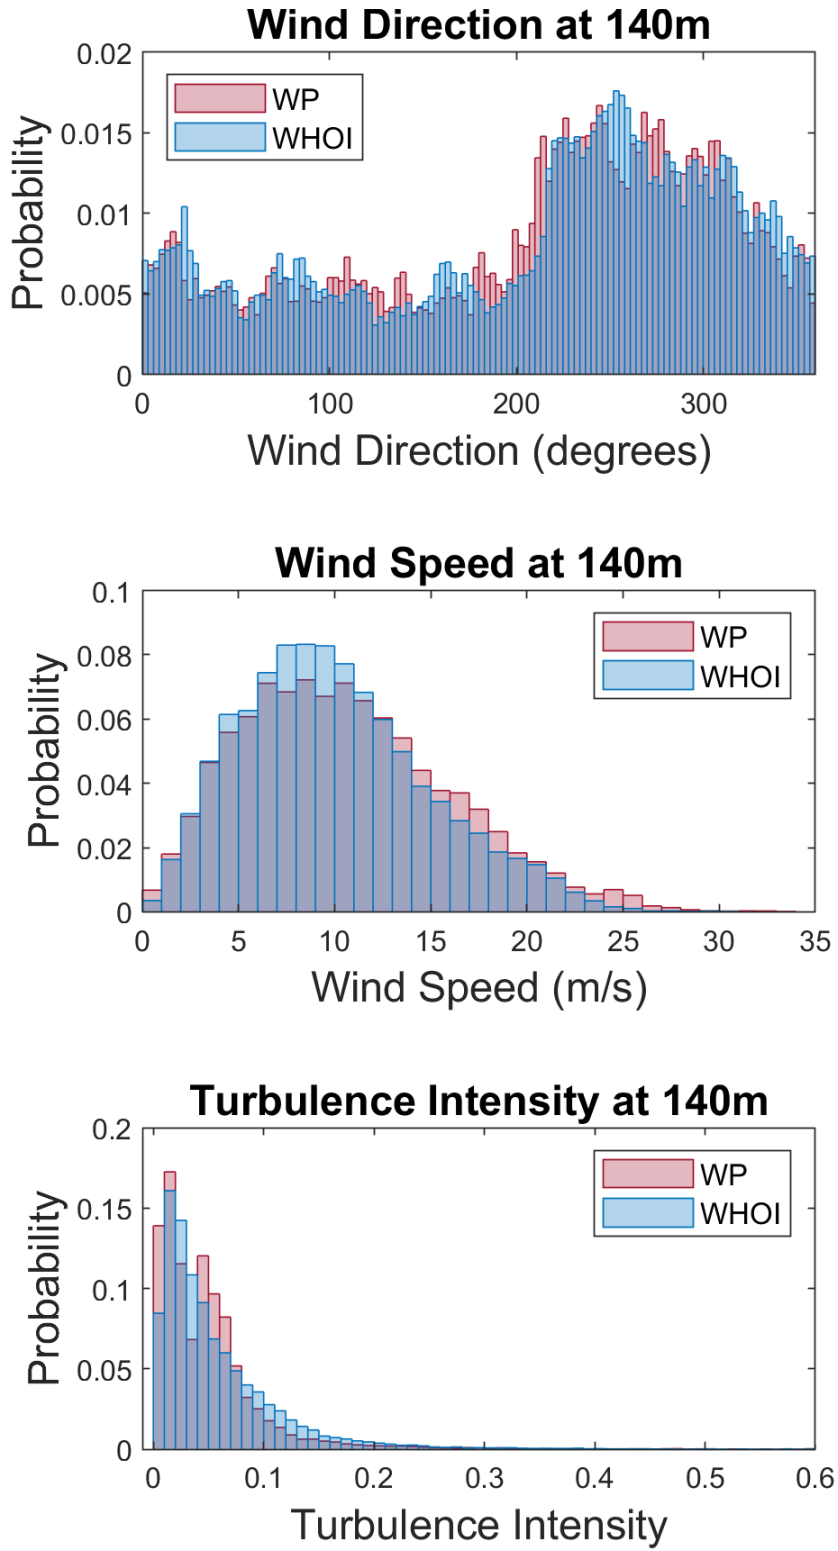 Wind Direction at 140m
0.02
0.015
0.01
0.005
0
Probability
WP
WHOI
0 100 200 300
Wind Direction (degrees)
Wind Speed at 140m
0.1
0.08
0.06
0.04
0.02
0
Probability
WP
WHOI
0 5 10 15 20 25 30 35
Wind Speed (m/s)
Turbulence Intensity at 140m
0.2
0.15
0.1
0.05
0
Probability
WP
WHOI
0 0.1 0.2 0.3 0.4 0.5 0.6
Turbulence Intensity